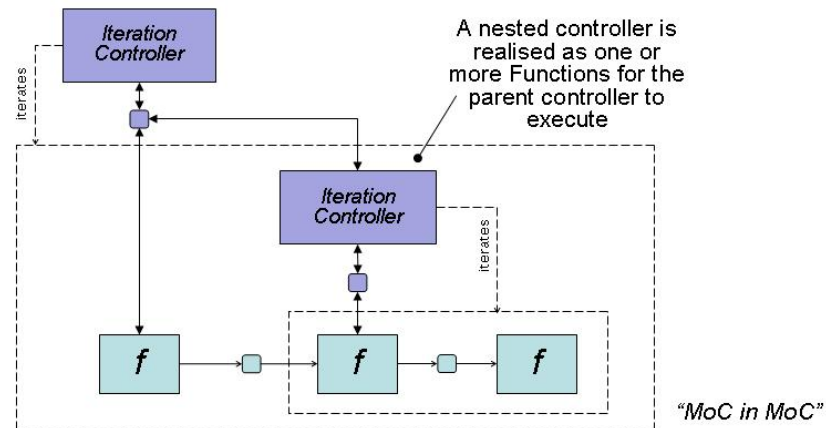 Iteration
Controller
iterates
A nested controller is
realised as one or
more Functions for the
parent controller to
execute
Iteration
Controller
iterates
f
f
f
“MoC in MoC”